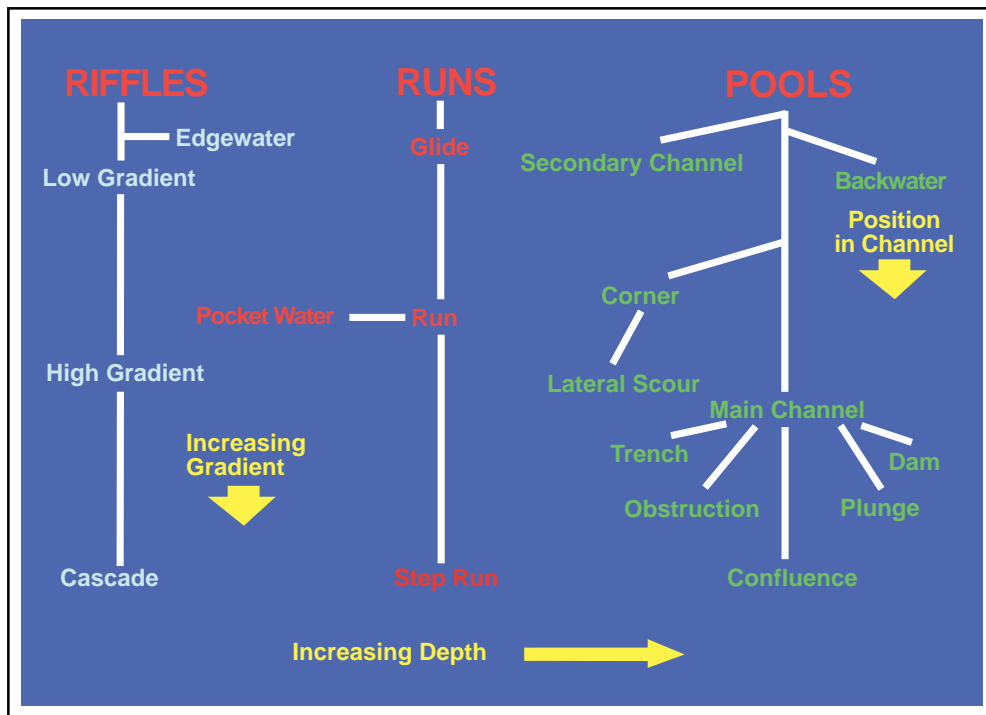 RIFFLES
RUNS
POOLS
Edgewater
Glide
Secondary Channel
Low Gradient
Backwater
Position
in Channel
Corner
Pocket Water
Run
High Gradient
Lateral Scour
Main Channel
Increasing
Gradient
Trench
Dam
Obstruction
Plunge
Cascade
Step Run
Confluence
Increasing Depth